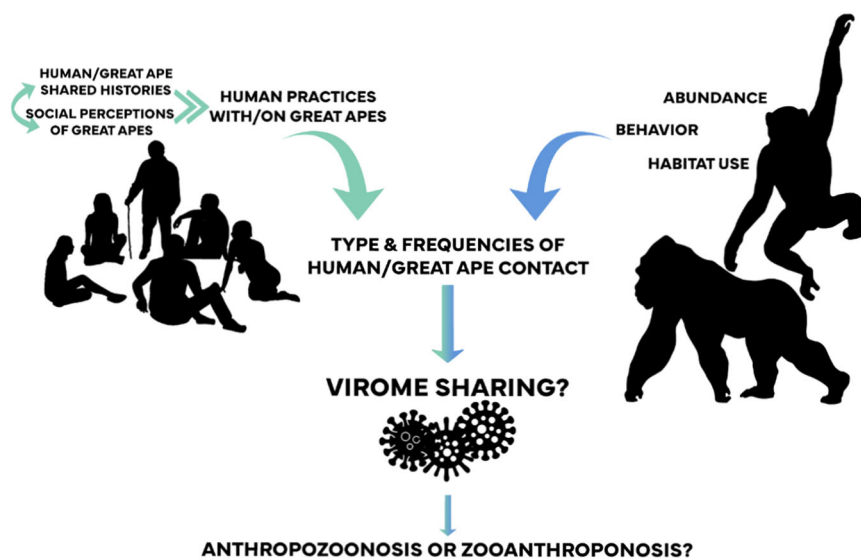 HUMAN/GREAT APE
SHARED HISTORIES
SOCIAL PERCEPTIONS
OF GREAT APES
HUMAN PRACTICES
WITH/ON GREAT APES
ABUNDANCE
BEHAVIOR
HABITAT USE
TYPE & FREQUENCIES OF
HUMAN/GREAT APE CONTACT
VIROME SHARING?
ANTHROPOZOONOSIS OR ZOOANTHROPONOSIS?